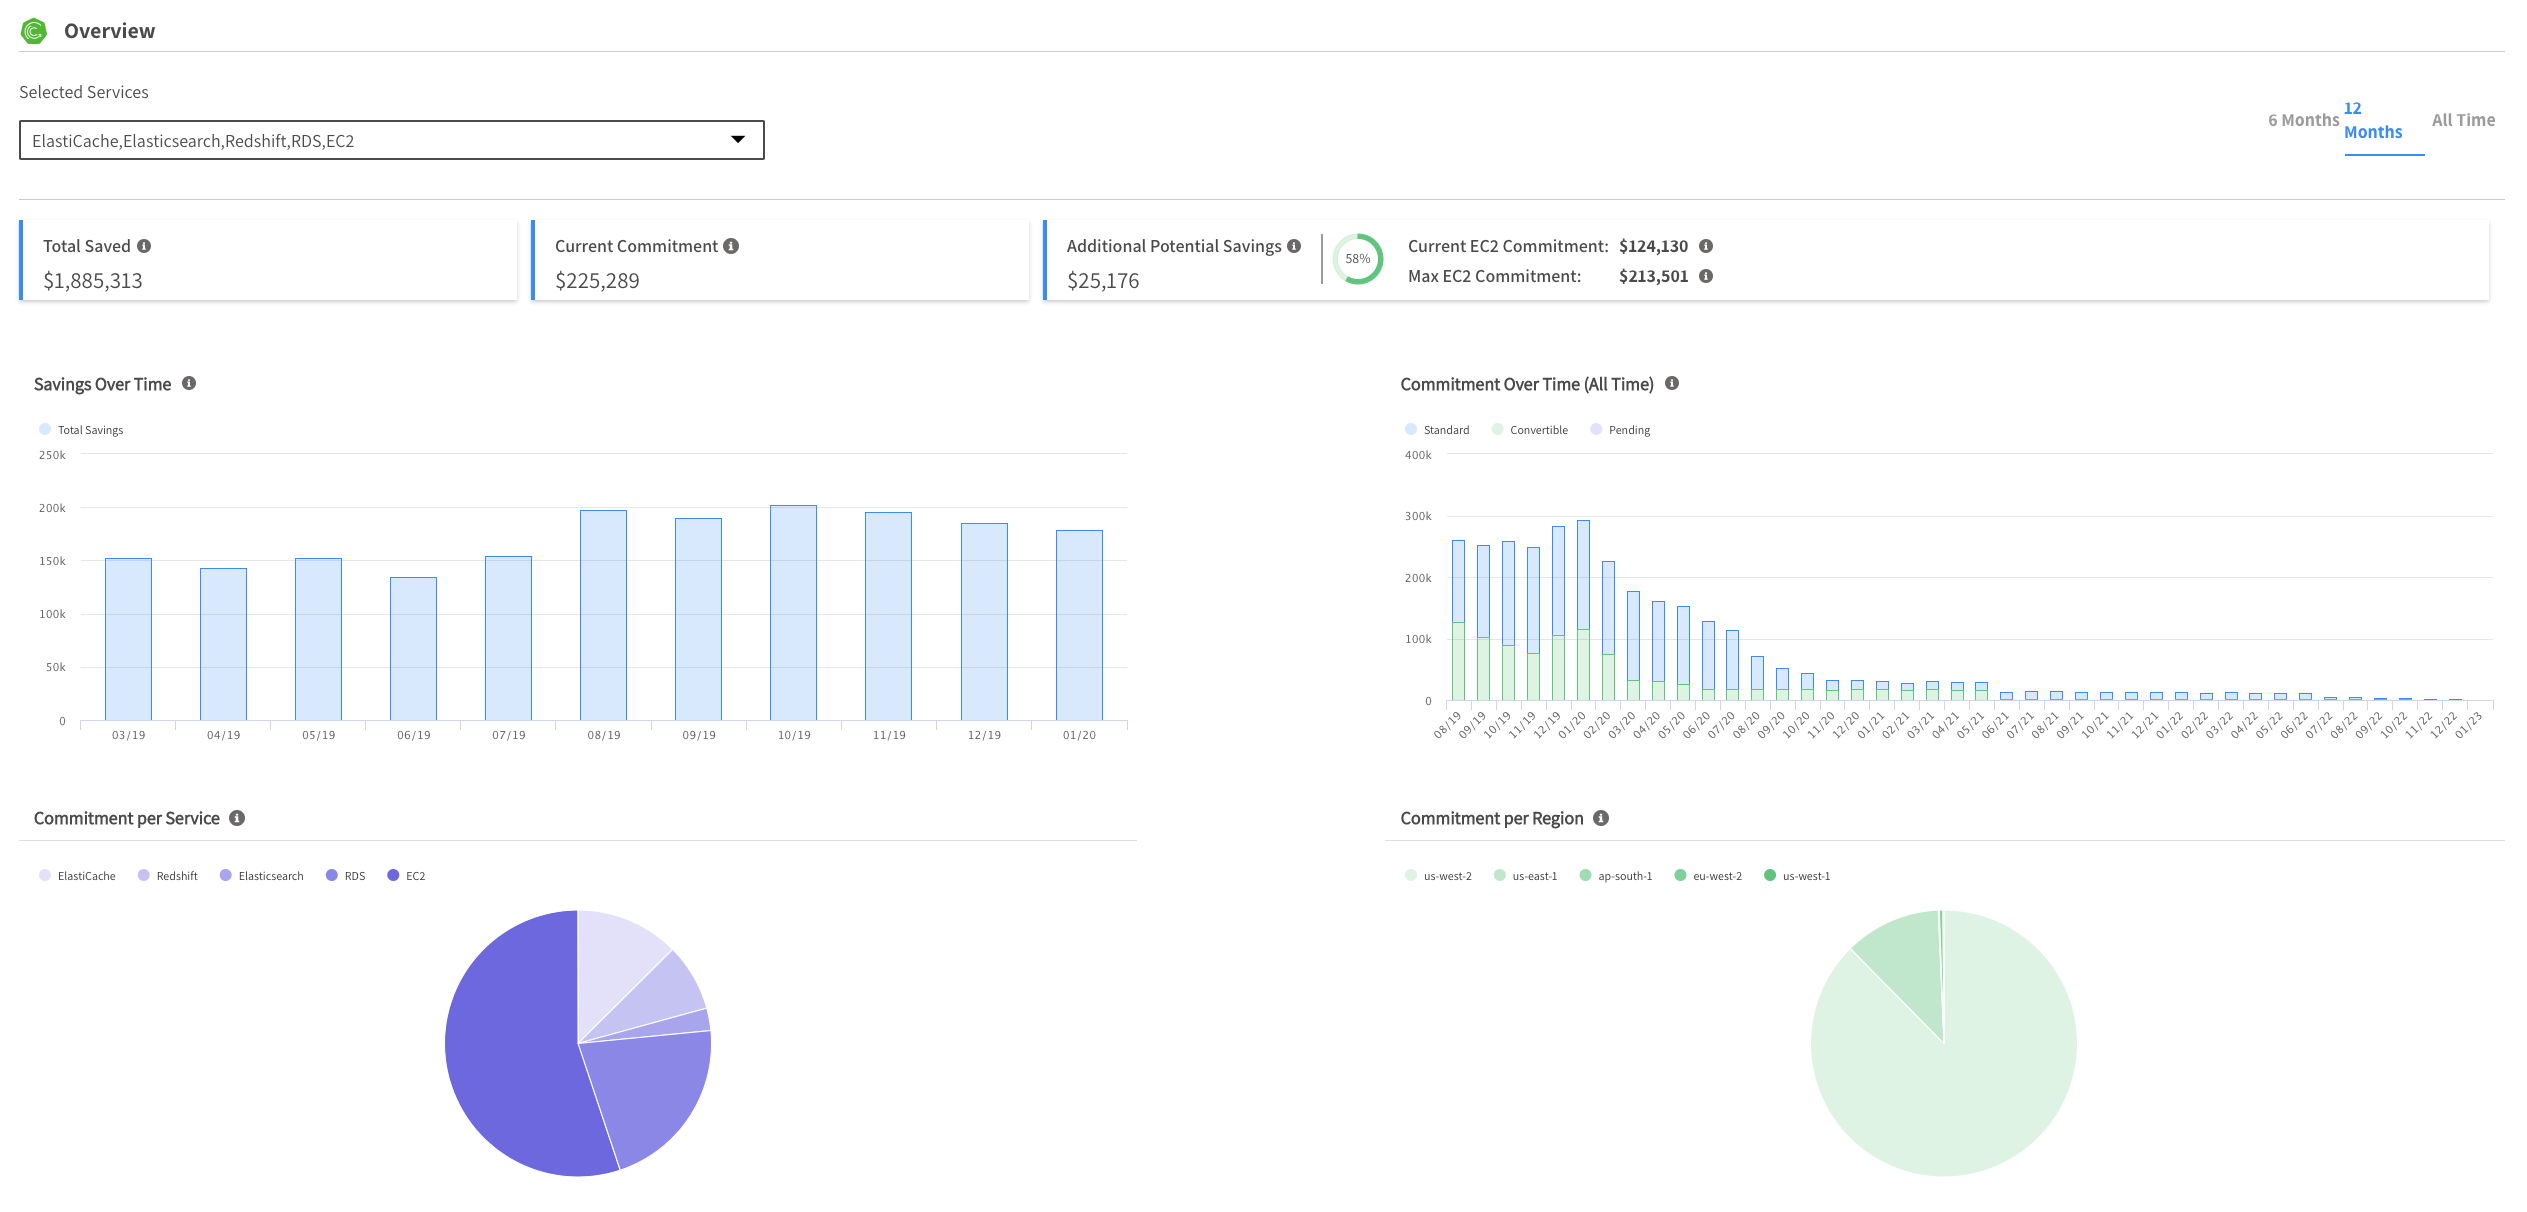 Overview
Selected Services
ElastiCache,Elasticsearch,Redshift,RDS,EC2
6 Months
12
Months
All Time
Total Saved
$1,885,313
Current Commitment
$225,289
Additional Potential Savings
$25,176
58%
Current EC2 Commitment: $124,130
Max EC2 Commitment: $213,501
Savings Over Time
Total Savings
250k
200k
150k
100k
50k
0
03/19 04/19 05/19 06/19 07/19 08/19 09/19 10/19 11/19 12/19 01/20
Commitment Over Time (All Time)
Standard Convertible Pending
400k
300k
200k
100k
0
08/19 09/19 10/19 11/19 12/19 01/20 02/20 03/20 04/20 05/20 06/20 07/20 08/20 09/20 10/20 11/20 12/20 01/21 02/21 03/21 04/21 05/21 06/21 07/21 08/21 09/21 10/21 11/21 12/21 01/22 02/22 03/22 04/22 05/22 06/22 07/22 08/22 09/22 10/22 11/22 12/22 01/23
Commitment per Service
ElastiCache Redshift Elasticsearch RDS EC2
Commitment per Region
us-west-2 us-east-1 ap-south-1 eu-west-2 us-west-1